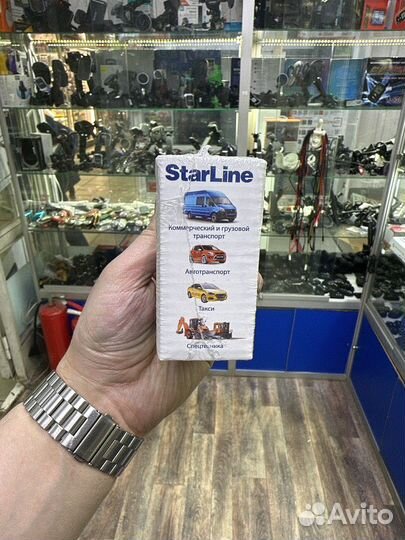 StarLine
Коммерческий и грузовой
транспорт
Автотранспорт
Такси
Спецтехника
Avito